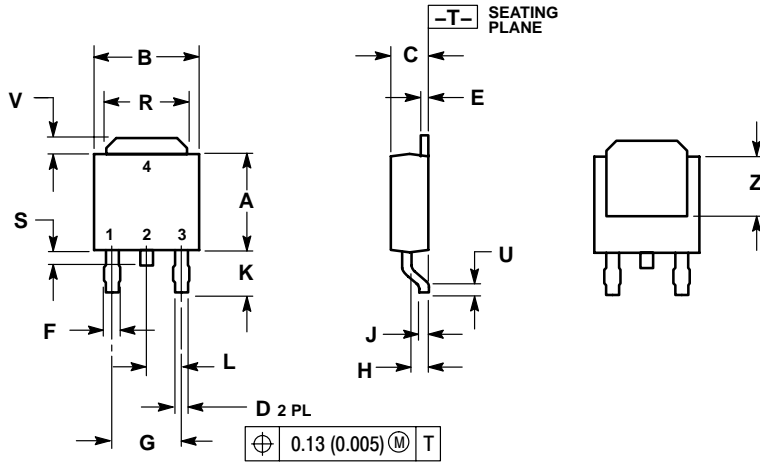 –T– SEATING
PLANE
B
C
V
R
E
4
Z
A
S
1 2 3
U
K
F
J
L
H
D 2 PL
G
⌖ 0.13 (0.005) Ⓜ T